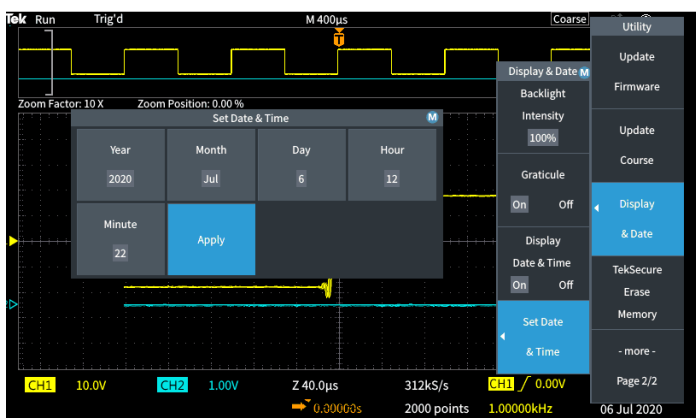 Tek Run Trig'd M 400µs Coarse
T
Zoom Factor: 10 X Zoom Position: 0.00 %
Set Date & Time M
Year
2020
Month
Jul
Day
6
Hour
12
Minute
22
Apply
Display & Date M
Backlight
Intensity
100%
Graticule
On Off
Display
Date & Time
On Off
Set Date
& Time
Utility
Update
Firmware
Update
Course
Display
& Date
TekSecure
Erase
Memory
- more -
Page 2/2
CH1 10.0V CH2 1.00V Z 40.0µs 312kS/s CH1 / 0.00V
0.00000s 2000 points 1.00000kHz 06 Jul 2020